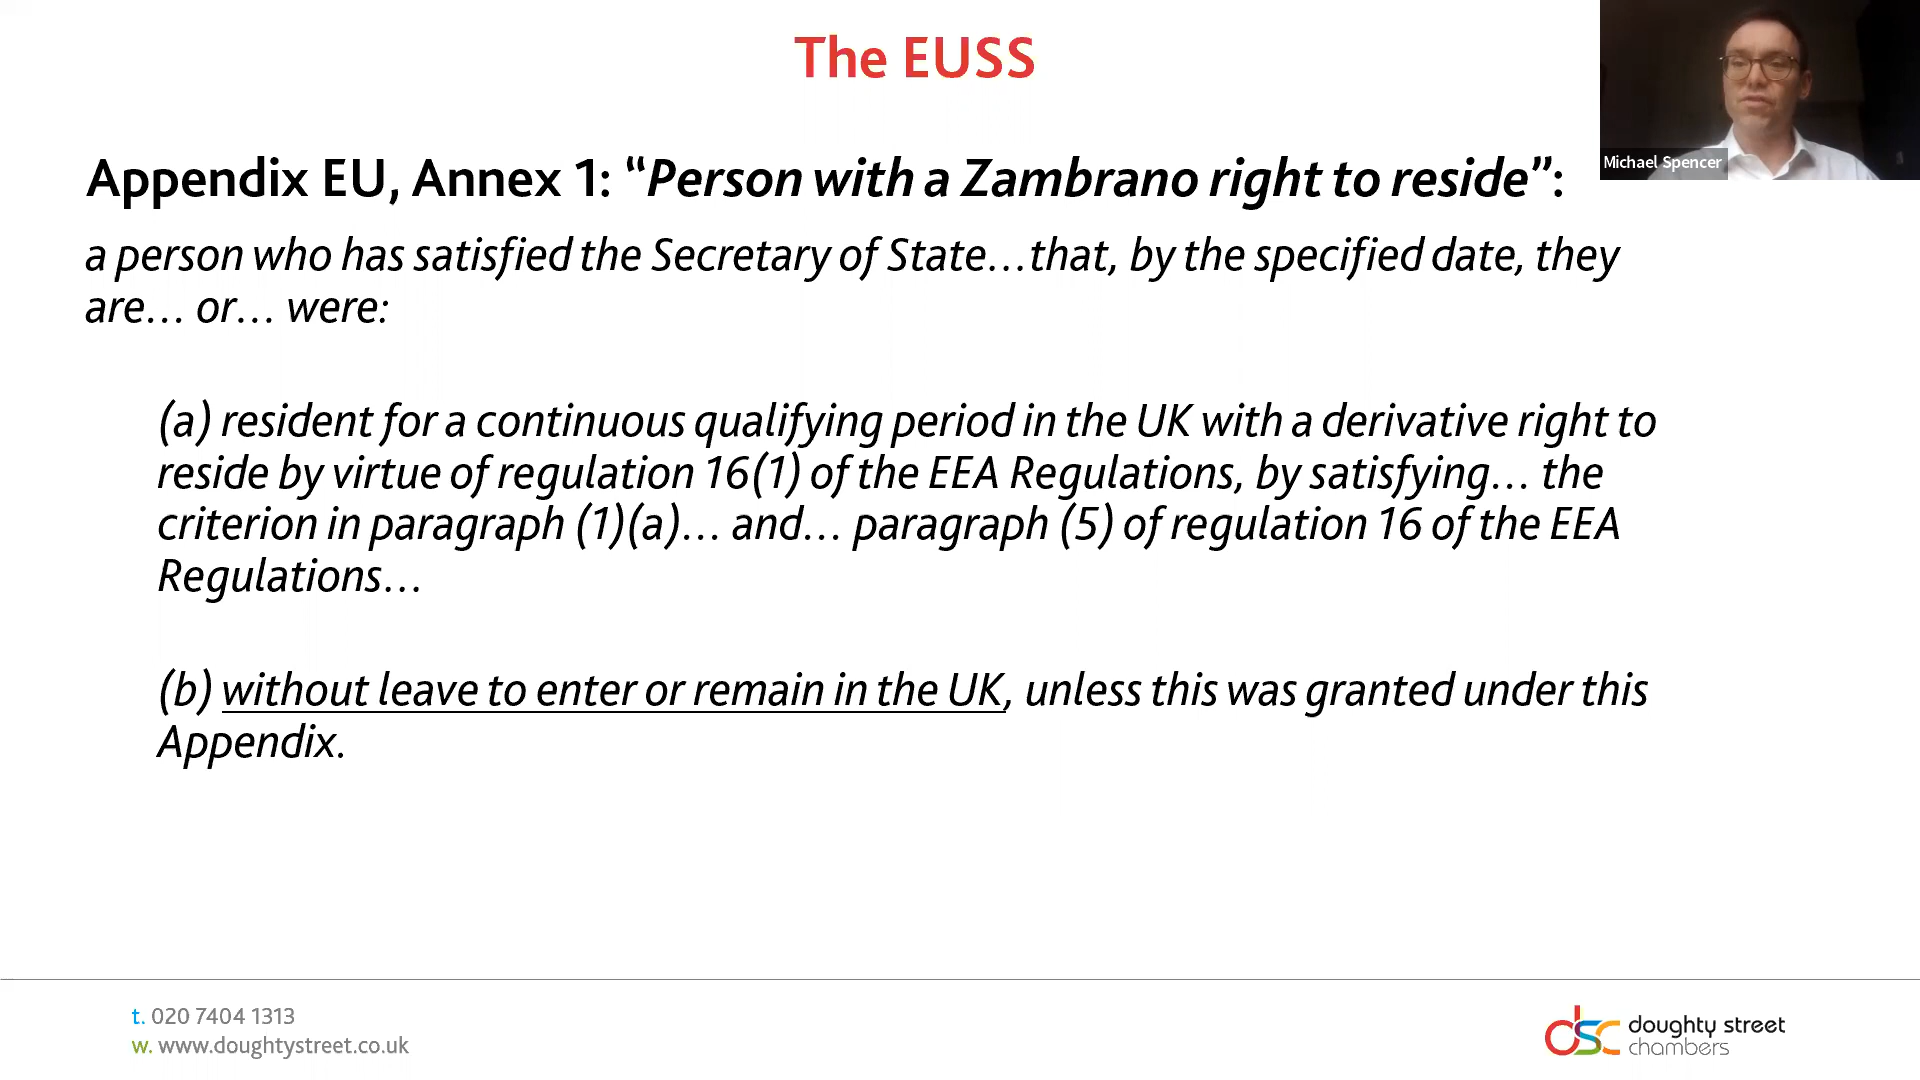 The EUSS
Michael Spencer
Appendix EU, Annex 1: “Person with a Zambrano right to reside”:
a person who has satisfied the Secretary of State…that, by the specified date, they
are… or… were:
(a) resident for a continuous qualifying period in the UK with a derivative right to
reside by virtue of regulation 16(1) of the EEA Regulations, by satisfying… the
criterion in paragraph (1)(a)… and… paragraph (5) of regulation 16 of the EEA
Regulations…
(b) without leave to enter or remain in the UK, unless this was granted under this
Appendix.
t. 020 7404 1313
w. www.doughtystreet.co.uk
dsc doughty street
chambers